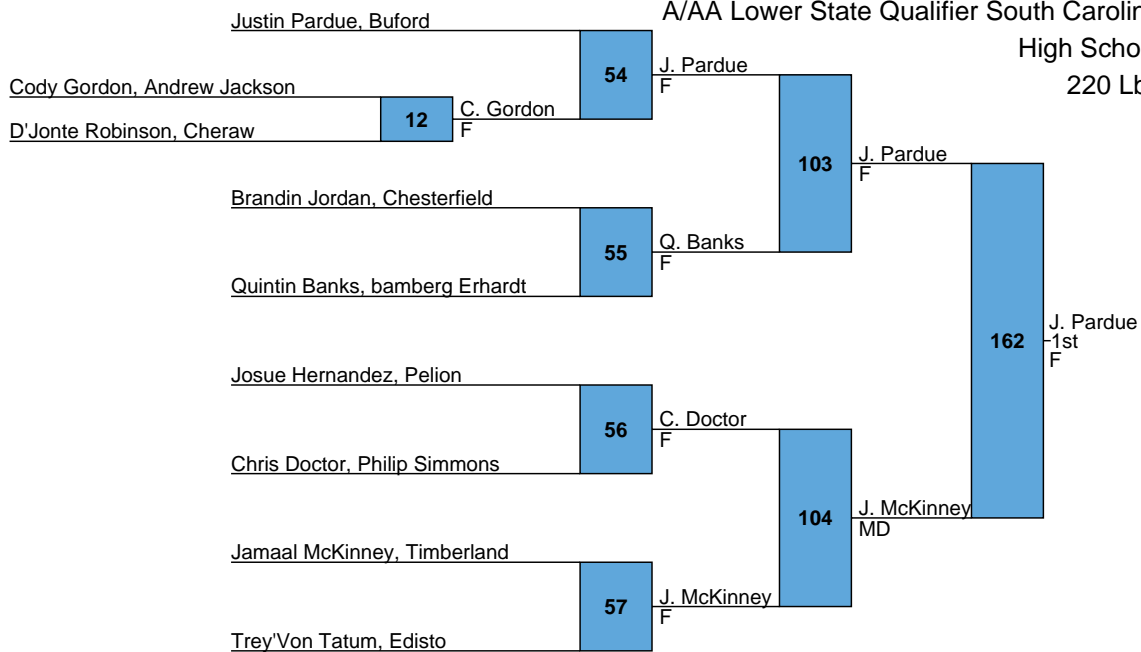 A/AA Lower State Qualifier South Carolin
High Scho
220 Lb
Justin Pardue, Buford
54
J. Pardue
F
Cody Gordon, Andrew Jackson
12
C. Gordon
F
D'Jonte Robinson, Cheraw
103
J. Pardue
F
Brandin Jordan, Chesterfield
55
Q. Banks
F
Quintin Banks, bamberg Erhardt
162
J. Pardue
1st
F
Josue Hernandez, Pelion
56
C. Doctor
F
Chris Doctor, Philip Simmons
104
J. McKinney
MD
Jamaal McKinney, Timberland
57
J. McKinney
F
Trey'Von Tatum, Edisto